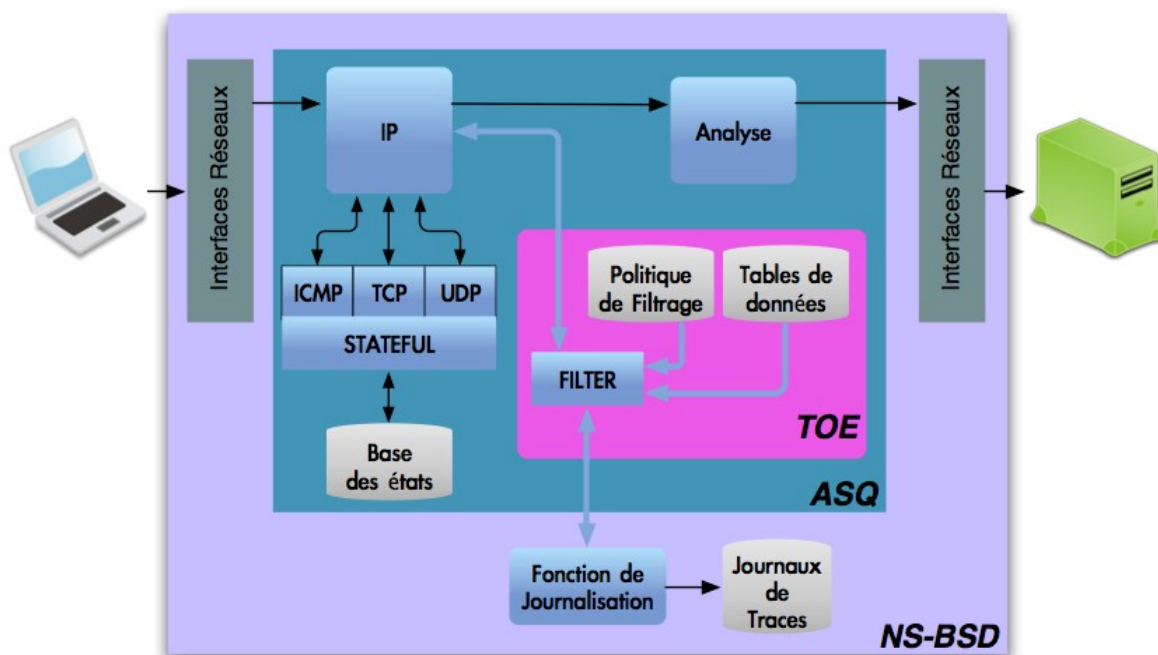 Interfaces Réseaux
IP
Analyse
Interfaces Réseaux
ICMP
TCP
UDP
STATEFUL
Base
des états
Politique
de Filtrage
Tables de
données
FILTER
TOE
ASQ
Fonction de
Journalisation
Journaux
de
Traces
NS-BSD